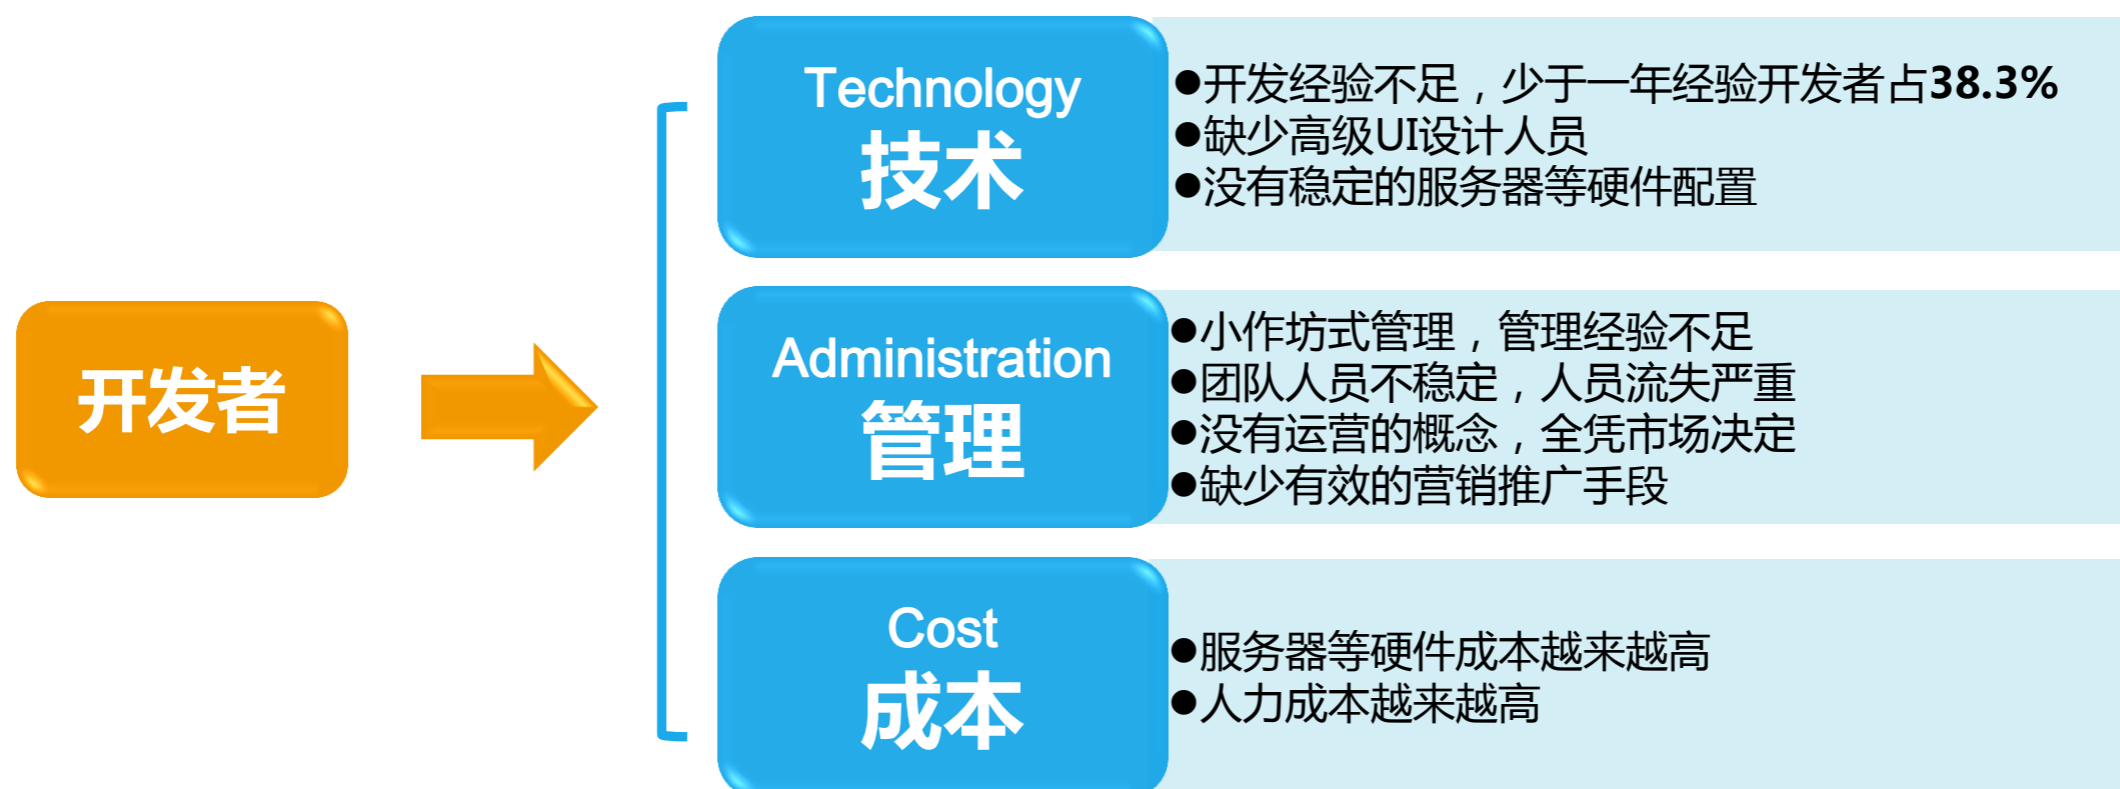 开发者
Technology
技术
●开发经验不足，少于一年经验开发者占38.3%
●缺少高级UI设计人员
●没有稳定的服务器等硬件配置
Administration
管理
●小作坊式管理，管理经验不足
●团队人员不稳定，人员流失严重
●没有运营的概念，全凭市场决定
●缺少有效的营销推广手段
Cost
成本
●服务器等硬件成本越来越高
●人力成本越来越高